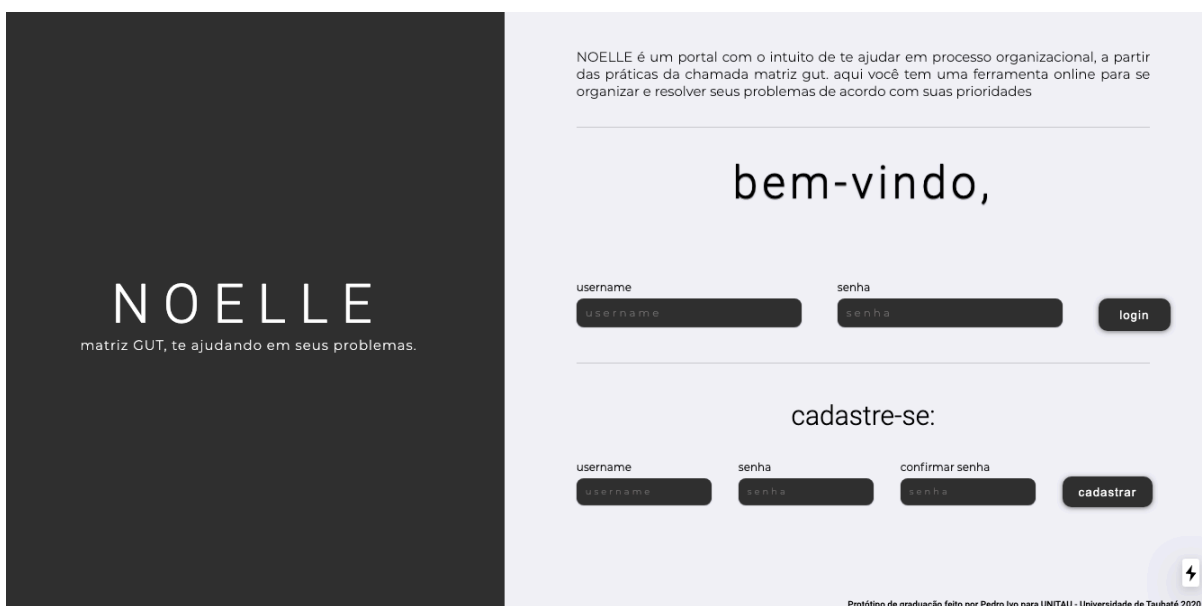 NOELLE
matriz GUT, te ajudando em seus problemas.
NOELLE é um portal com o intuito de te ajudar em processo organizacional, a partir
das práticas da chamada matriz gut. aqui você tem uma ferramenta online para se
organizar e resolver seus problemas de acordo com suas prioridades
bem-vindo,
username senha
username senha login
cadastre-se:
username senha confirmar senha
username senha senha cadastrar
Protótipo de graduação feito por Pedro Ivo para UNITAU - Universidade de Taubaté 2020